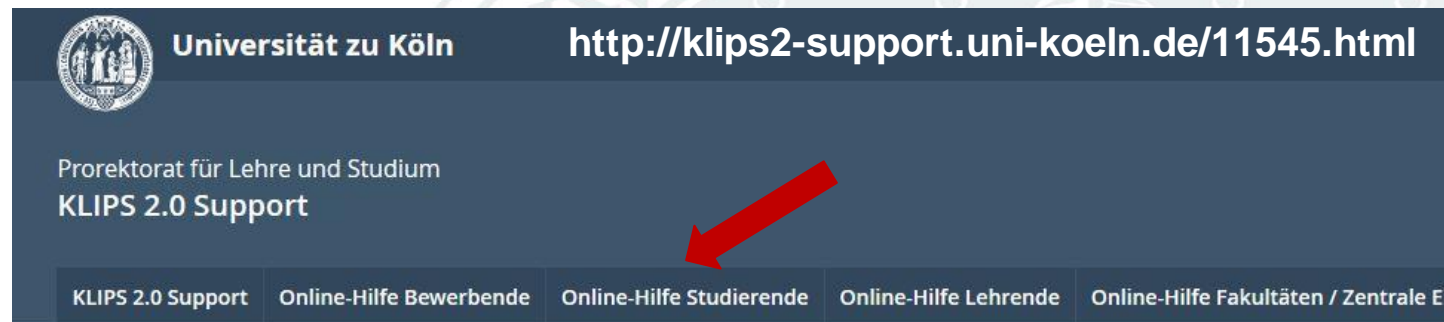 Universität zu Köln http://klips2-support.uni-koeln.de/11545.html
Prorektorat für Lehre und Studium
KLIPS 2.0 Support
KLIPS 2.0 Support Online-Hilfe Bewerbende Online-Hilfe Studierende Online-Hilfe Lehrende Online-Hilfe Fakultäten / Zentrale E